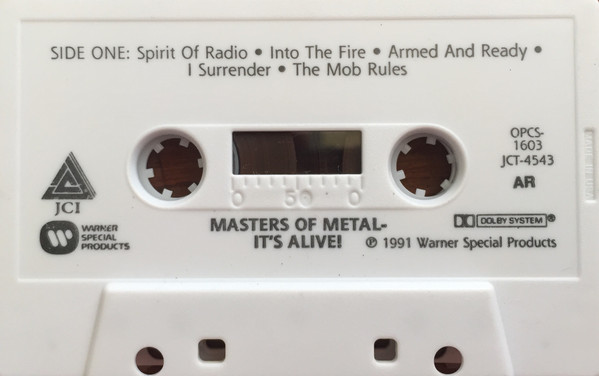 SIDE ONE: Spirit Of Radio • Into The Fire • Armed And Ready •
I Surrender • The Mob Rules
OPCS-
1603
JCT-4543
AR
JCI
0 50 0
WARNER
SPECIAL
PRODUCTS
MASTERS OF METAL-
IT'S ALIVE!
DOLBY SYSTEM®
℗ 1991 Warner Special Products